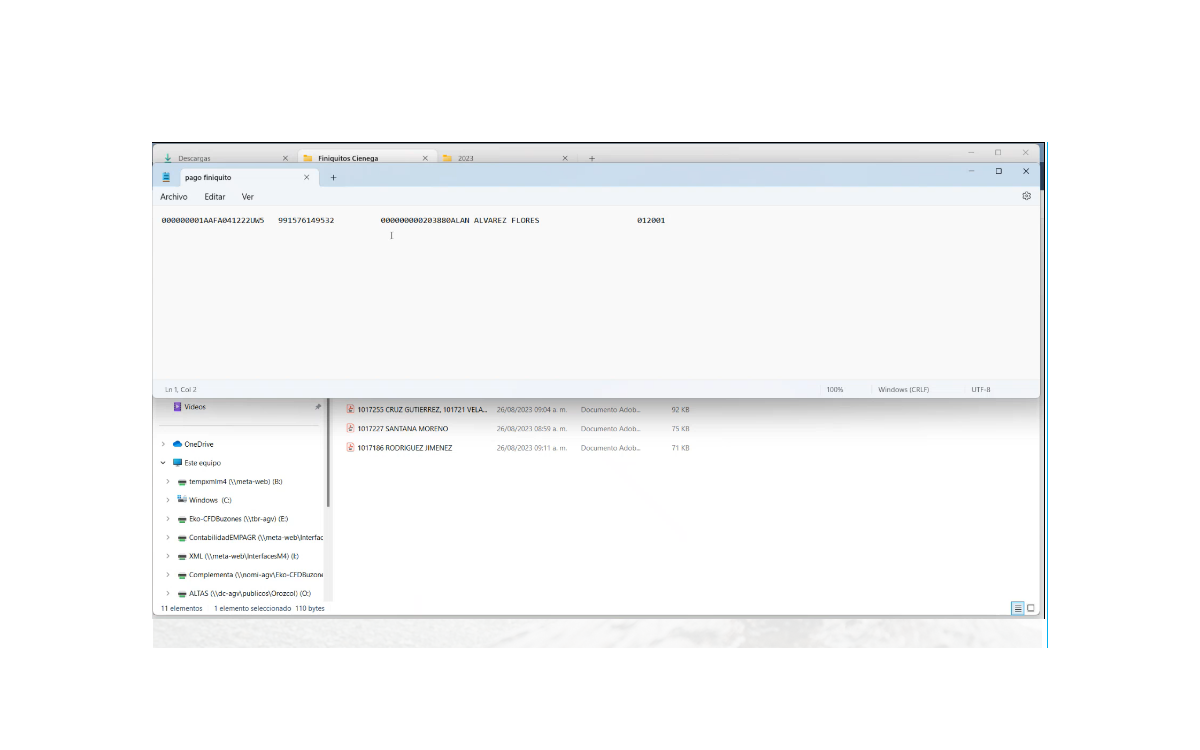 Descargas
Finiquitos Cienega
2023
pago finiquito
Archivo Editar Ver
000000001AAFA041222UW5 991576149532 000000000203880ALAN ALVAREZ FLORES 012001
Ln 1, Col 2 100% Windows (CRLF) UTF-8
Videos
OneDrive
Este equipo
tempxmlm4 (\\meta-web) (B:)
Windows (C:)
Eko-CFDBuzones (\\tbr-agv) (E:)
ContabilidadEMPAGR (\\meta-web\Interfac
XML (\\meta-web\InterfacesM4) (I:)
Complementa (\\nomi-agv\Eko-CFDBuzone
ALTAS (\\dc-agv\publicos\Orozcol) (O:)
1017255 CRUZ GUTIERREZ, 101721 VELA... 26/08/2023 09:04 a. m. Documento Adob... 92 KB
1017227 SANTANA MORENO 26/08/2023 08:59 a. m. Documento Adob... 75 KB
1017186 RODRIGUEZ JIMENEZ 26/08/2023 09:11 a. m. Documento Adob... 71 KB
11 elementos 1 elemento seleccionado 110 bytes